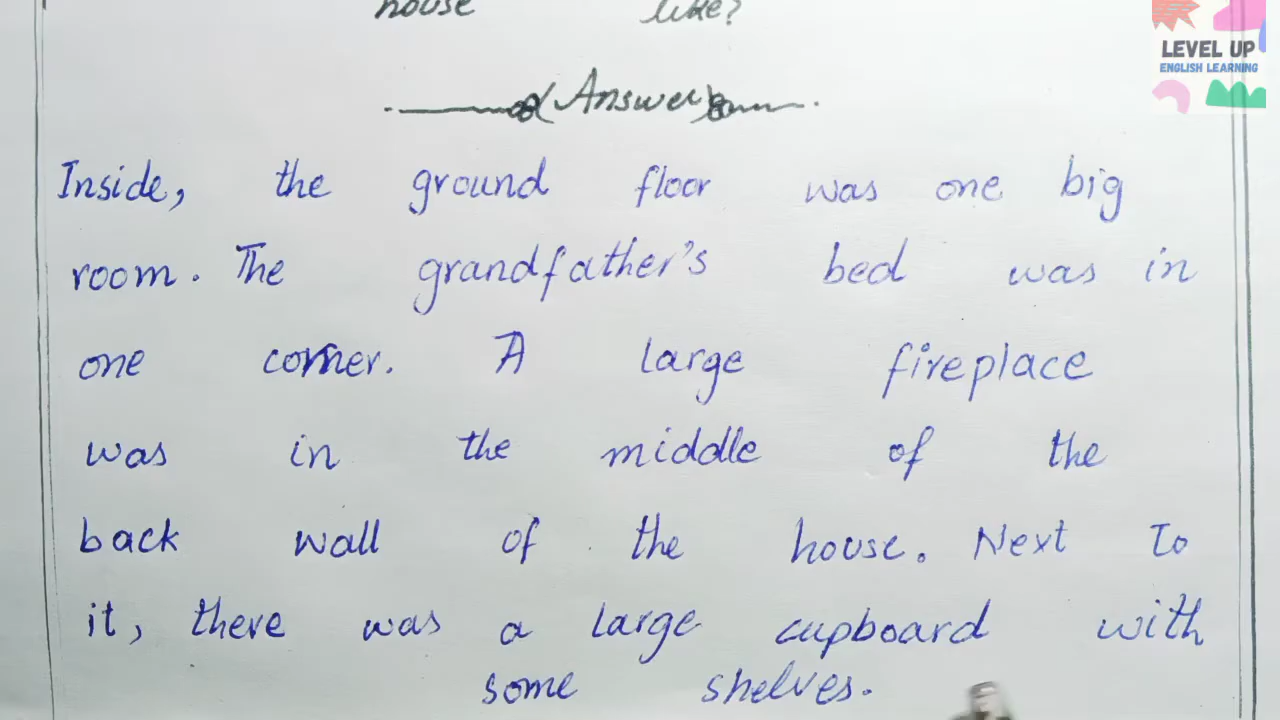 house like?
LEVEL UP
ENGLISH LEARNING
Answer
Inside, the ground floor was one big
room. The grandfather's bed was in
one corner. A large fireplace
was in the middle of the
back wall of the house. Next To
it, there was a large cupboard with
some shelves.